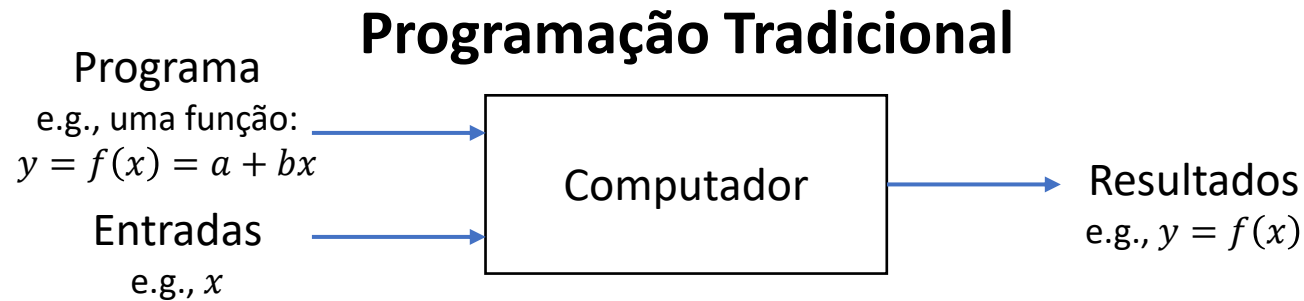 Programação Tradicional
Programa
e.g., uma função:
y = f(x) = a + bx
Entradas
e.g., x
Computador
Resultados
e.g., y = f(x)